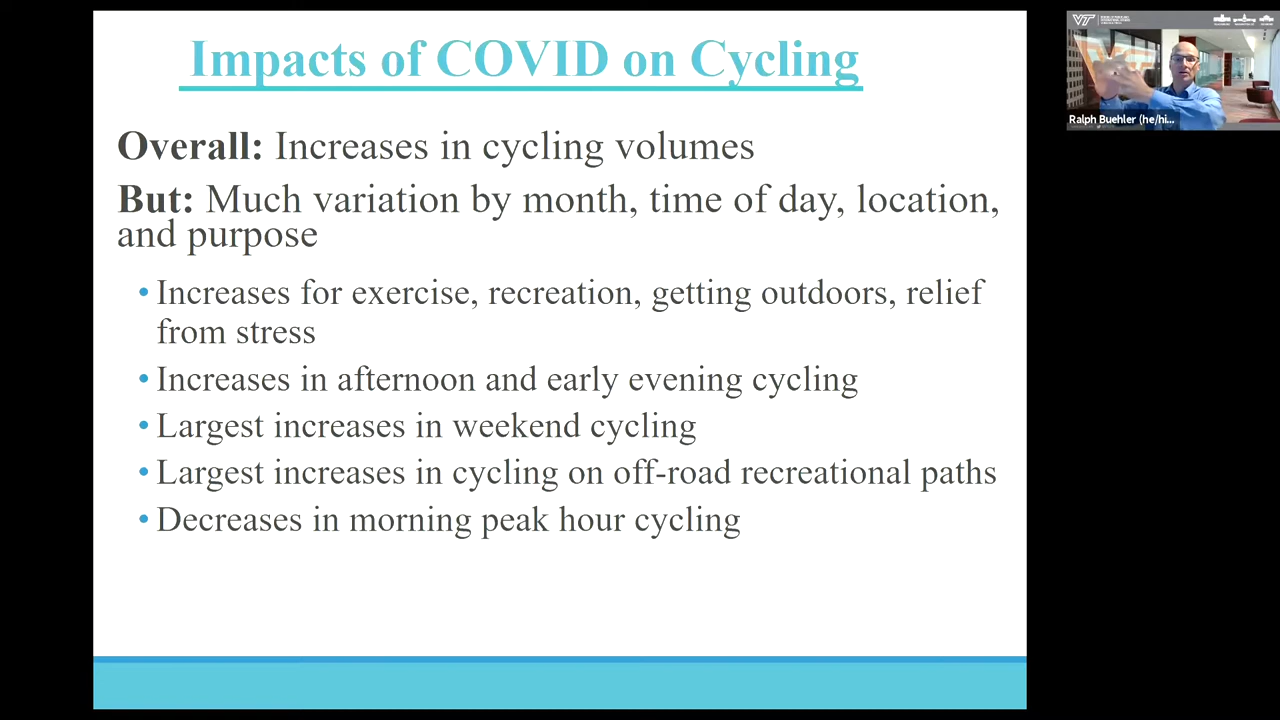 Impacts of COVID on Cycling
Overall: Increases in cycling volumes
But: Much variation by month, time of day, location,
and purpose
• Increases for exercise, recreation, getting outdoors, relief
from stress
• Increases in afternoon and early evening cycling
• Largest increases in weekend cycling
• Largest increases in cycling on off-road recreational paths
• Decreases in morning peak hour cycling
VT
Ralph Buehler (he/hi...